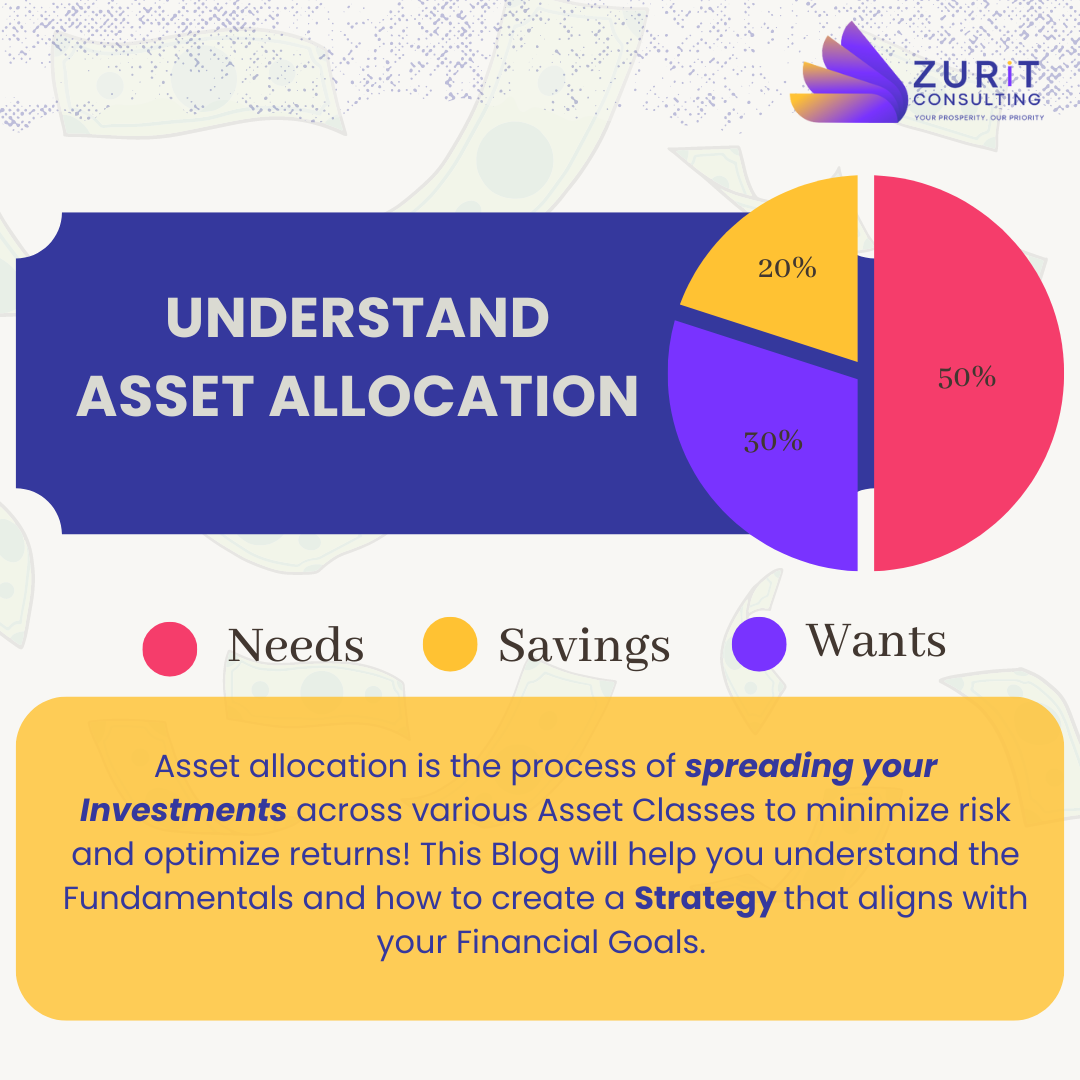 ZURiT
CONSULTING
YOUR PROSPERITY, OUR PRIORITY
UNDERSTAND
ASSET ALLOCATION
20%
50%
30%
Needs
Savings
Wants
Asset allocation is the process of spreading your
Investments across various Asset Classes to minimize risk
and optimize returns! This Blog will help you understand the
Fundamentals and how to create a Strategy that aligns with
your Financial Goals.